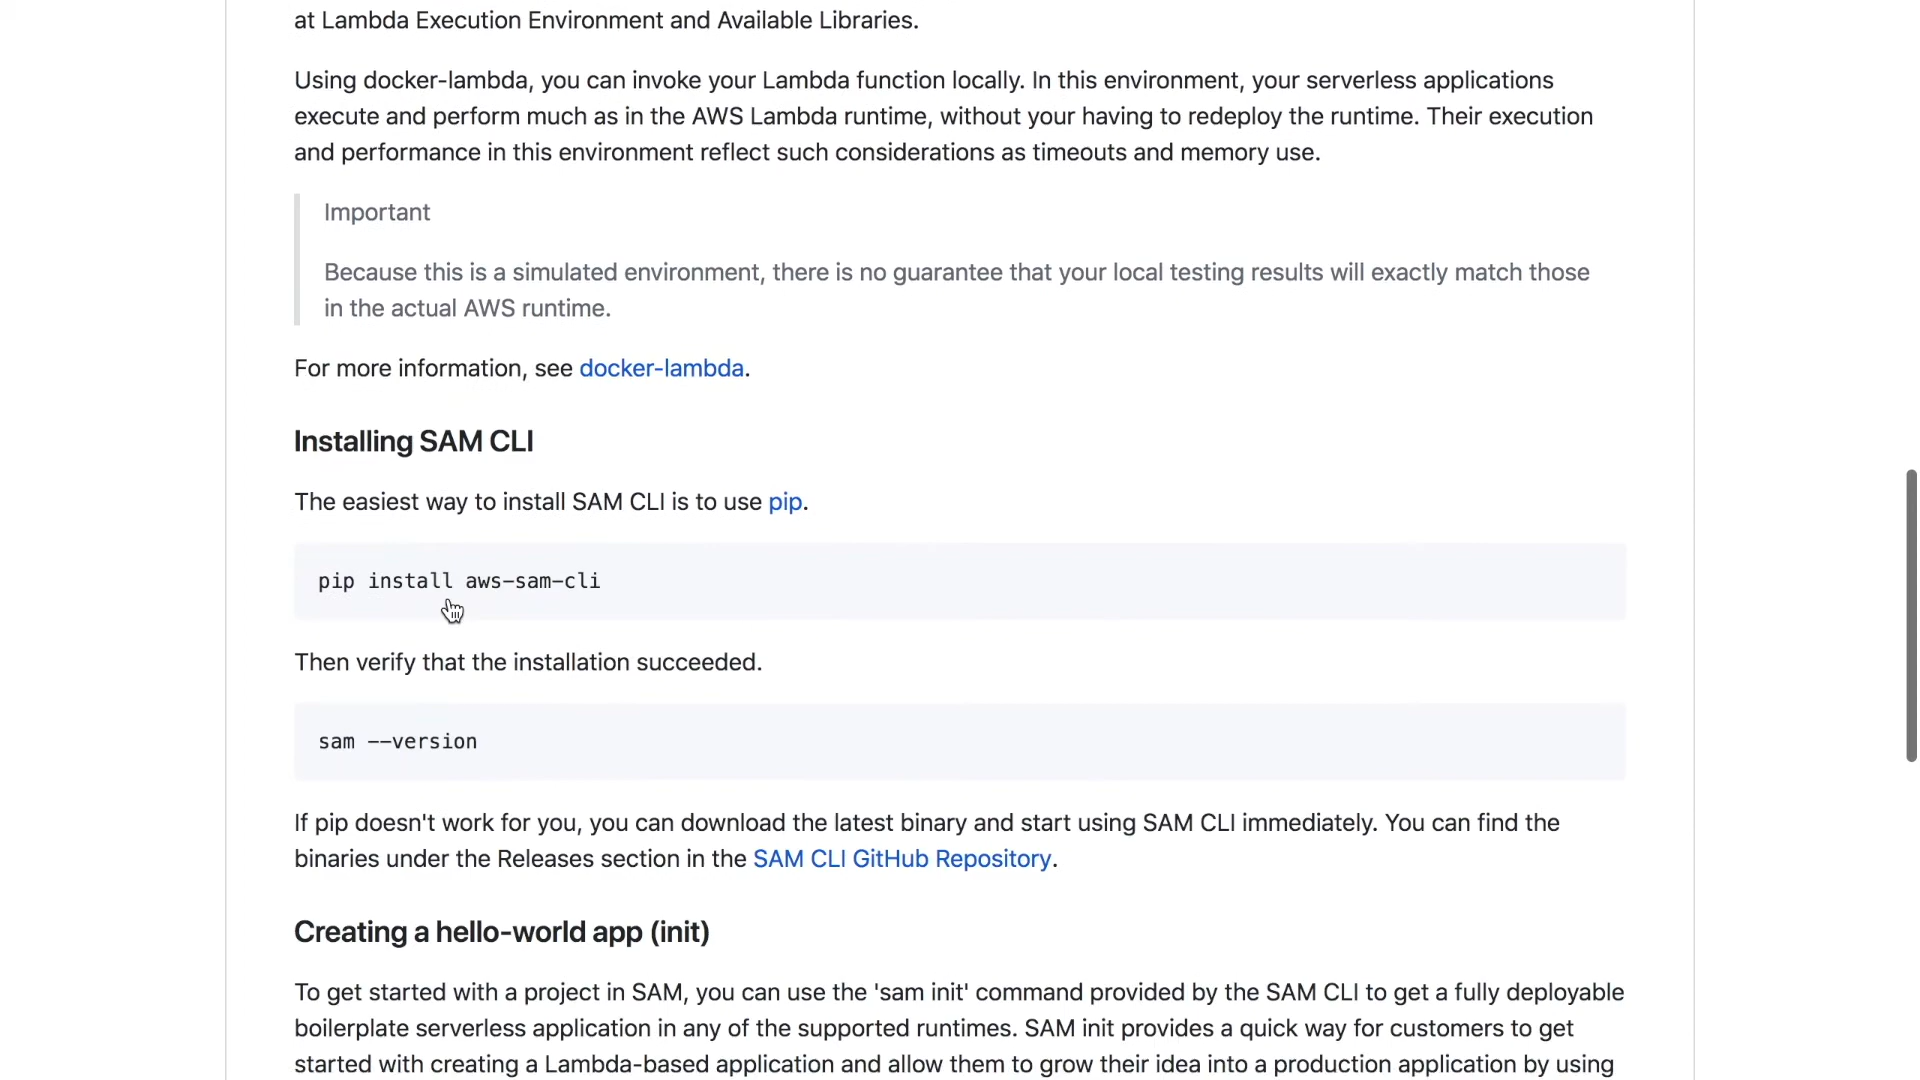 at Lambda Execution Environment and Available Libraries.
Using docker-lambda, you can invoke your Lambda function locally. In this environment, your serverless applications
execute and perform much as in the AWS Lambda runtime, without your having to redeploy the runtime. Their execution
and performance in this environment reflect such considerations as timeouts and memory use.
Important
Because this is a simulated environment, there is no guarantee that your local testing results will exactly match those
in the actual AWS runtime.
For more information, see docker-lambda.
Installing SAM CLI
The easiest way to install SAM CLI is to use pip.
pip install aws-sam-cli
Then verify that the installation succeeded.
sam --version
If pip doesn't work for you, you can download the latest binary and start using SAM CLI immediately. You can find the
binaries under the Releases section in the SAM CLI GitHub Repository.
Creating a hello-world app (init)
To get started with a project in SAM, you can use the 'sam init' command provided by the SAM CLI to get a fully deployable
boilerplate serverless application in any of the supported runtimes. SAM init provides a quick way for customers to get
started with creating a Lambda-based application and allow them to grow their idea into a production application by using